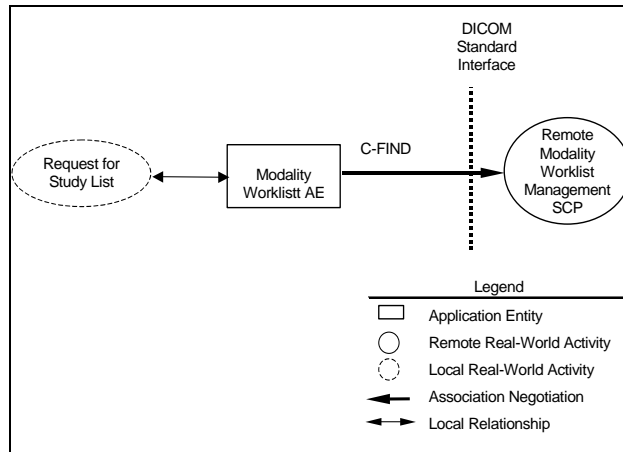 DICOM
Standard
Interface
Request for
Study List
Modality
Worklistt AE
C-FIND
Remote
Modality
Worklist
Management
SCP
Legend
Application Entity
Remote Real-World Activity
Local Real-World Activity
Association Negotiation
Local Relationship